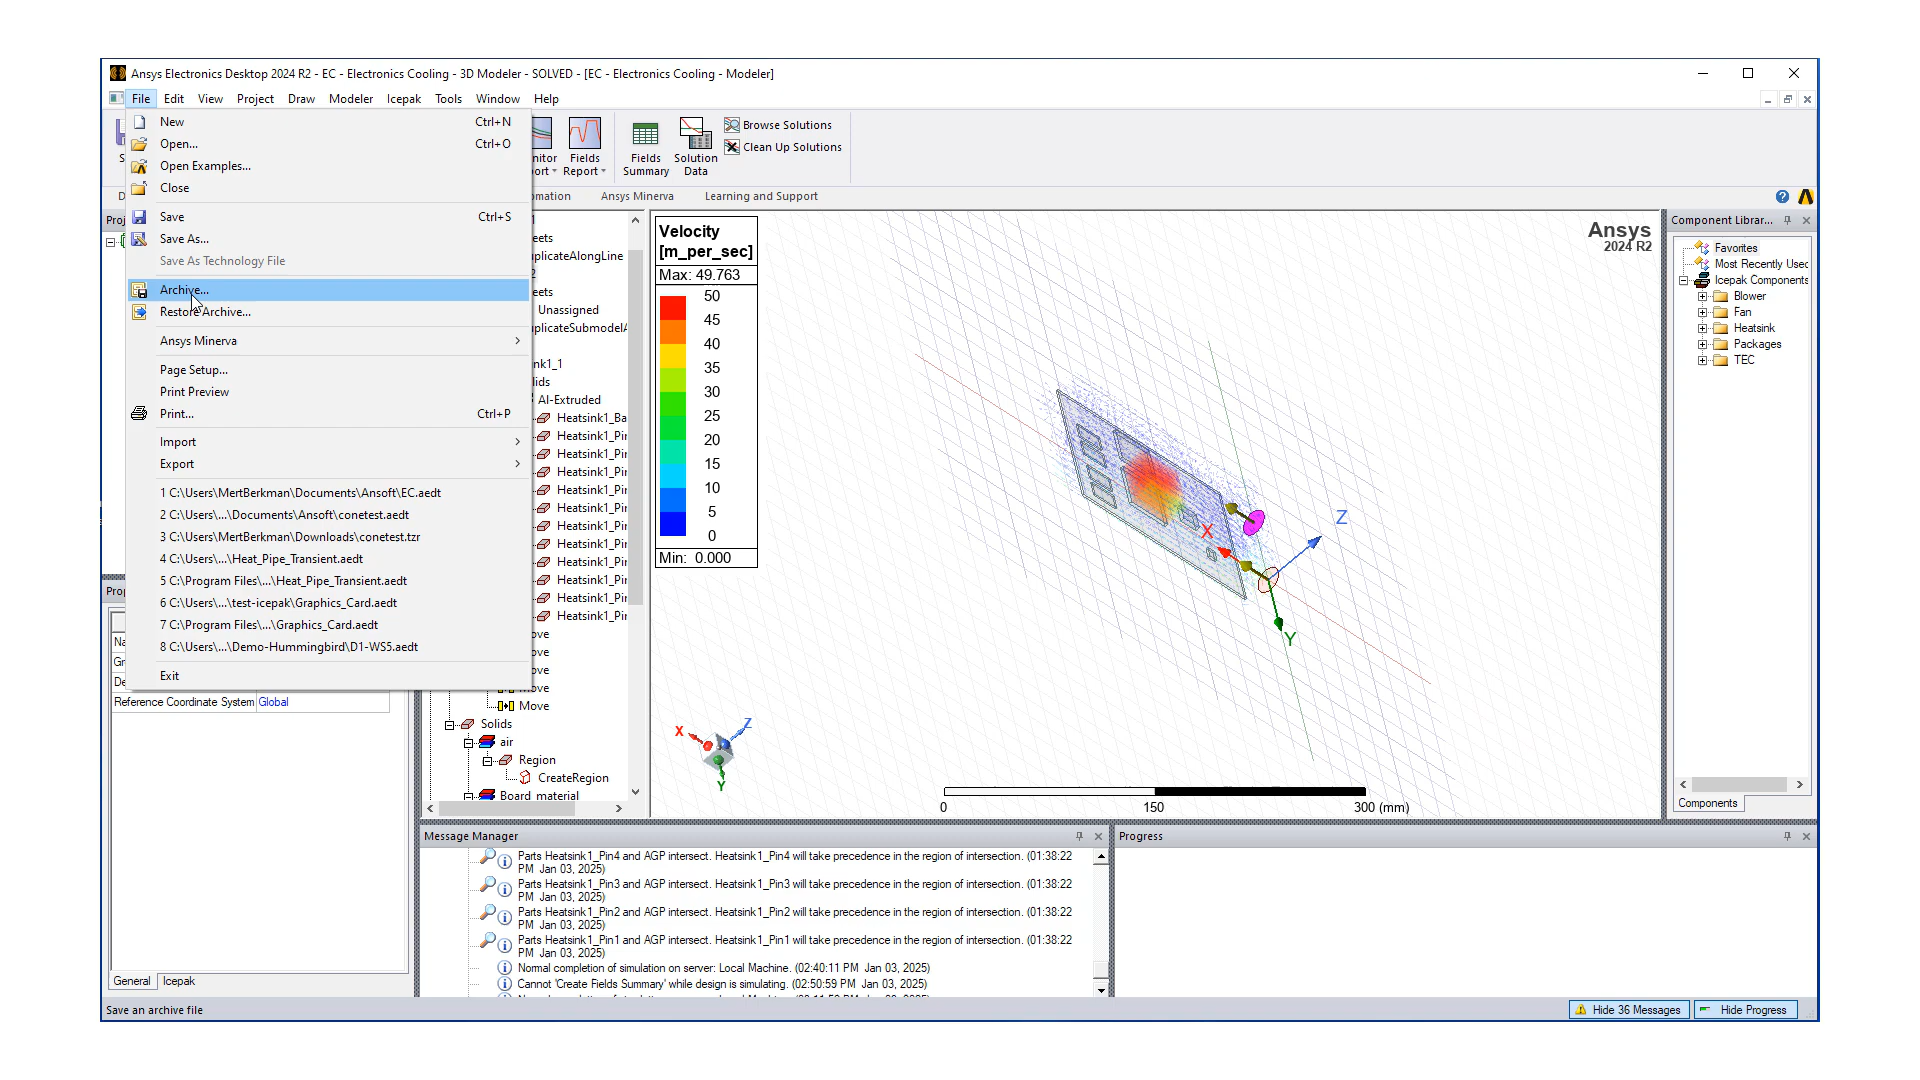 Ansys Electronics Desktop 2024 R2 - EC - Electronics Cooling - 3D Modeler - SOLVED - [EC - Electronics Cooling - Modeler]
File Edit View Project Draw Modeler Icepak Tools Window Help
New Ctrl+N
Open... Ctrl+O
Open Examples...
Close
Save Ctrl+S
Save As...
Save As Technology File
Archive...
Restore Archive...
Ansys Minerva
Page Setup...
Print Preview
Print... Ctrl+P
Import
Export
1 C:\Users\MertBerkman\Documents\Ansoft\EC.aedt
2 C:\Users\...\Documents\Ansoft\conetest.aedt
3 C:\Users\MertBerkman\Downloads\conetest.tzr
4 C:\Users\...\Heat_Pipe_Transient.aedt
5 C:\Program Files\...\Heat_Pipe_Transient.aedt
6 C:\Users\...\test-icepak\Graphics_Card.aedt
7 C:\Program Files\...\Graphics_Card.aedt
8 C:\Users\...\Demo-Hummingbird\D1-WS5.aedt
Exit
Fields
Report
Fields
Summary
Solution
Data
Browse Solutions
Clean Up Solutions
Ansys Minerva
Learning and Support
Reference Coordinate System Global
General Icepak
Unassigned
Al-Extruded
Heatsink1_Ba
Heatsink1_Pin
Heatsink1_Pin
Heatsink1_Pin
Heatsink1_Pin
Heatsink1_Pin
Heatsink1_Pin
Heatsink1_Pin
Heatsink1_Pin
Heatsink1_Pin
Heatsink1_Pin
Heatsink1_Pin
Move
Move
Solids
air
Region
CreateRegion
Board_material
Velocity
[m_per_sec]
Max: 49.763
50
45
40
35
30
25
20
15
10
5
0
Min: 0.000
Ansys
2024 R2
X
Y
Z
X
Y
Z
0 150 300 (mm)
Component Librar...
Favorites
Most Recently Used
Icepak Components
Blower
Fan
Heatsink
Packages
TEC
Components
Message Manager
Parts Heatsink1_Pin4 and AGP intersect. Heatsink1_Pin4 will take precedence in the region of intersection. (01:38:22
PM Jan 03, 2025)
Parts Heatsink1_Pin3 and AGP intersect. Heatsink1_Pin3 will take precedence in the region of intersection. (01:38:22
PM Jan 03, 2025)
Parts Heatsink1_Pin2 and AGP intersect. Heatsink1_Pin2 will take precedence in the region of intersection. (01:38:22
PM Jan 03, 2025)
Parts Heatsink1_Pin1 and AGP intersect. Heatsink1_Pin1 will take precedence in the region of intersection. (01:38:22
PM Jan 03, 2025)
Normal completion of simulation on server: Local Machine. (02:40:11 PM Jan 03, 2025)
Cannot 'Create Fields Summary' while design is simulating. (02:50:59 PM Jan 03, 2025)
Progress
Save an archive file
Hide 36 Messages
Hide Progress